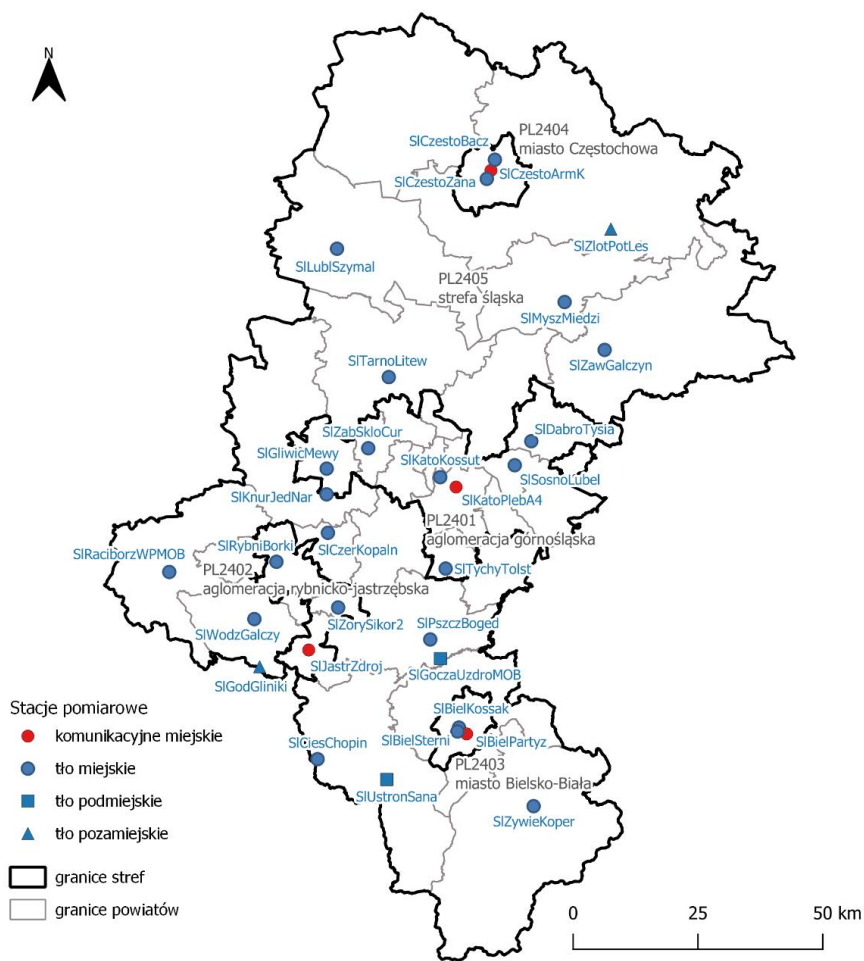 N
SlCzestoBacz
PL2404
miasto Częstochowa
SlCzestoArmK
SlCzestoZana
SlZlotPotLes
SlLublSzymal
PL2405
strefa śląska
SlMyszMiedzi
SlZawGalczyn
SlTarnoLitew
SlDabroTysia
SlZabSkloCur
SlGliwicMewy
SlKatoKossut
SlSosnoLubel
SlKnurJedNar
SlKatoPlebA4
PL2401
aglomeracja górnośląska
SlRybniBorki
SlCzerKopaln
SlRaciborzWPMOB
SlTychyTolst
PL2402
aglomeracja rybnicko-jastrzębska
SlZorySikor2
SlPszczBoged
SlWodzGalczy
SlJastrZdroj
SlGoczaUzdroMOB
SlGodGliniki
Stacje pomiarowe
komunikacyjne miejskie
tło miejskie
tło podmiejskie
tło pozamiejskie
granice stref
granice powiatów
SlBielKossak
SlBielSterni
SlBielPartyz
SlCiesChopin
PL2403
miasto Bielsko-Biała
SlUstronSana
SlZywieKoper
0 25 50 km